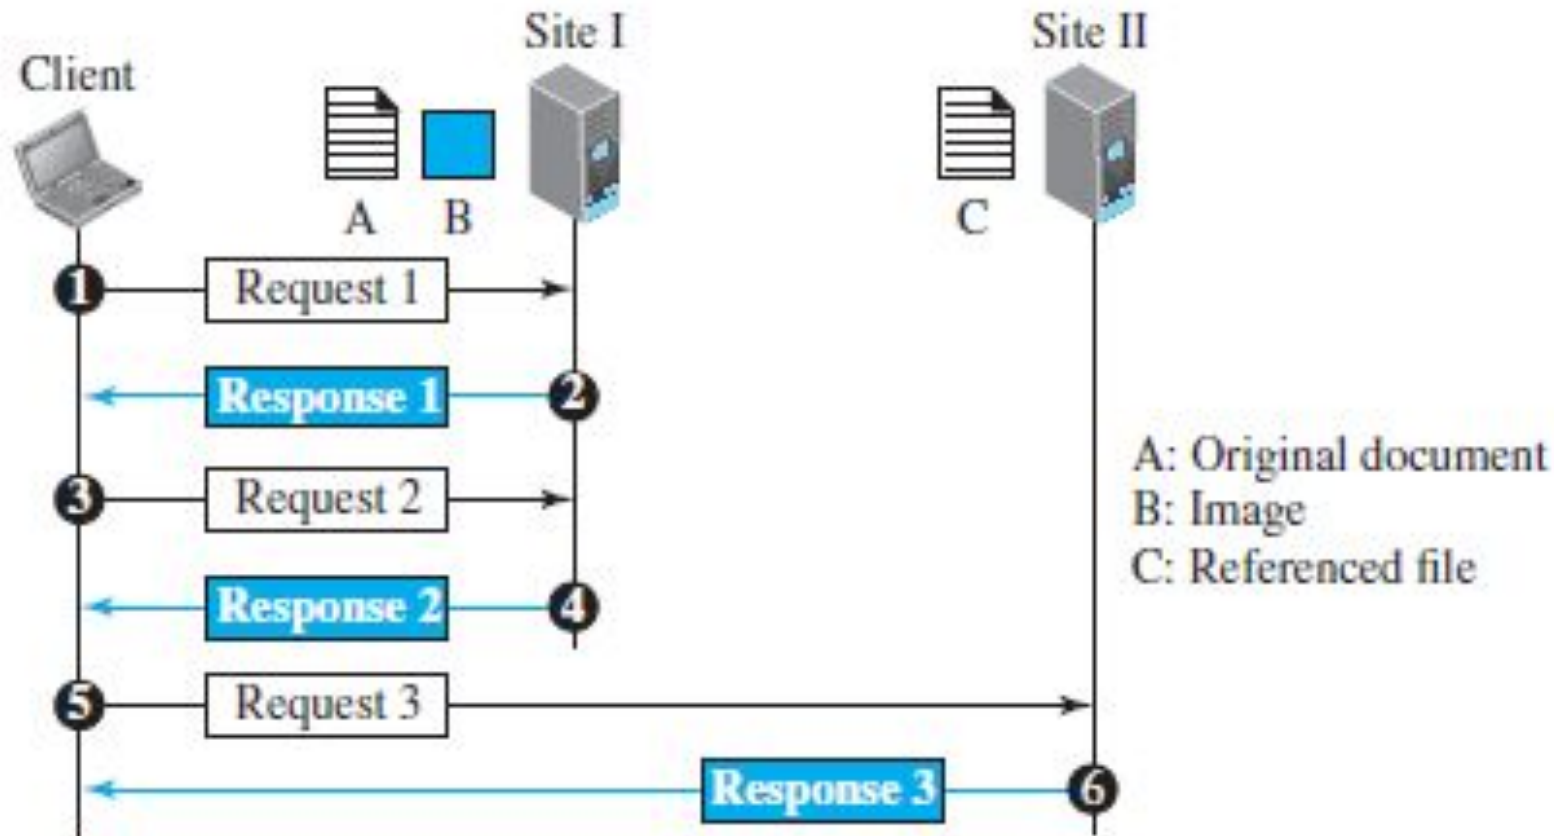 Site I
Site II
Client
A
B
C
1
Request 1
Response 1
2
3
Request 2
Response 2
4
A: Original document
B: Image
C: Referenced file
5
Request 3
Response 3
6